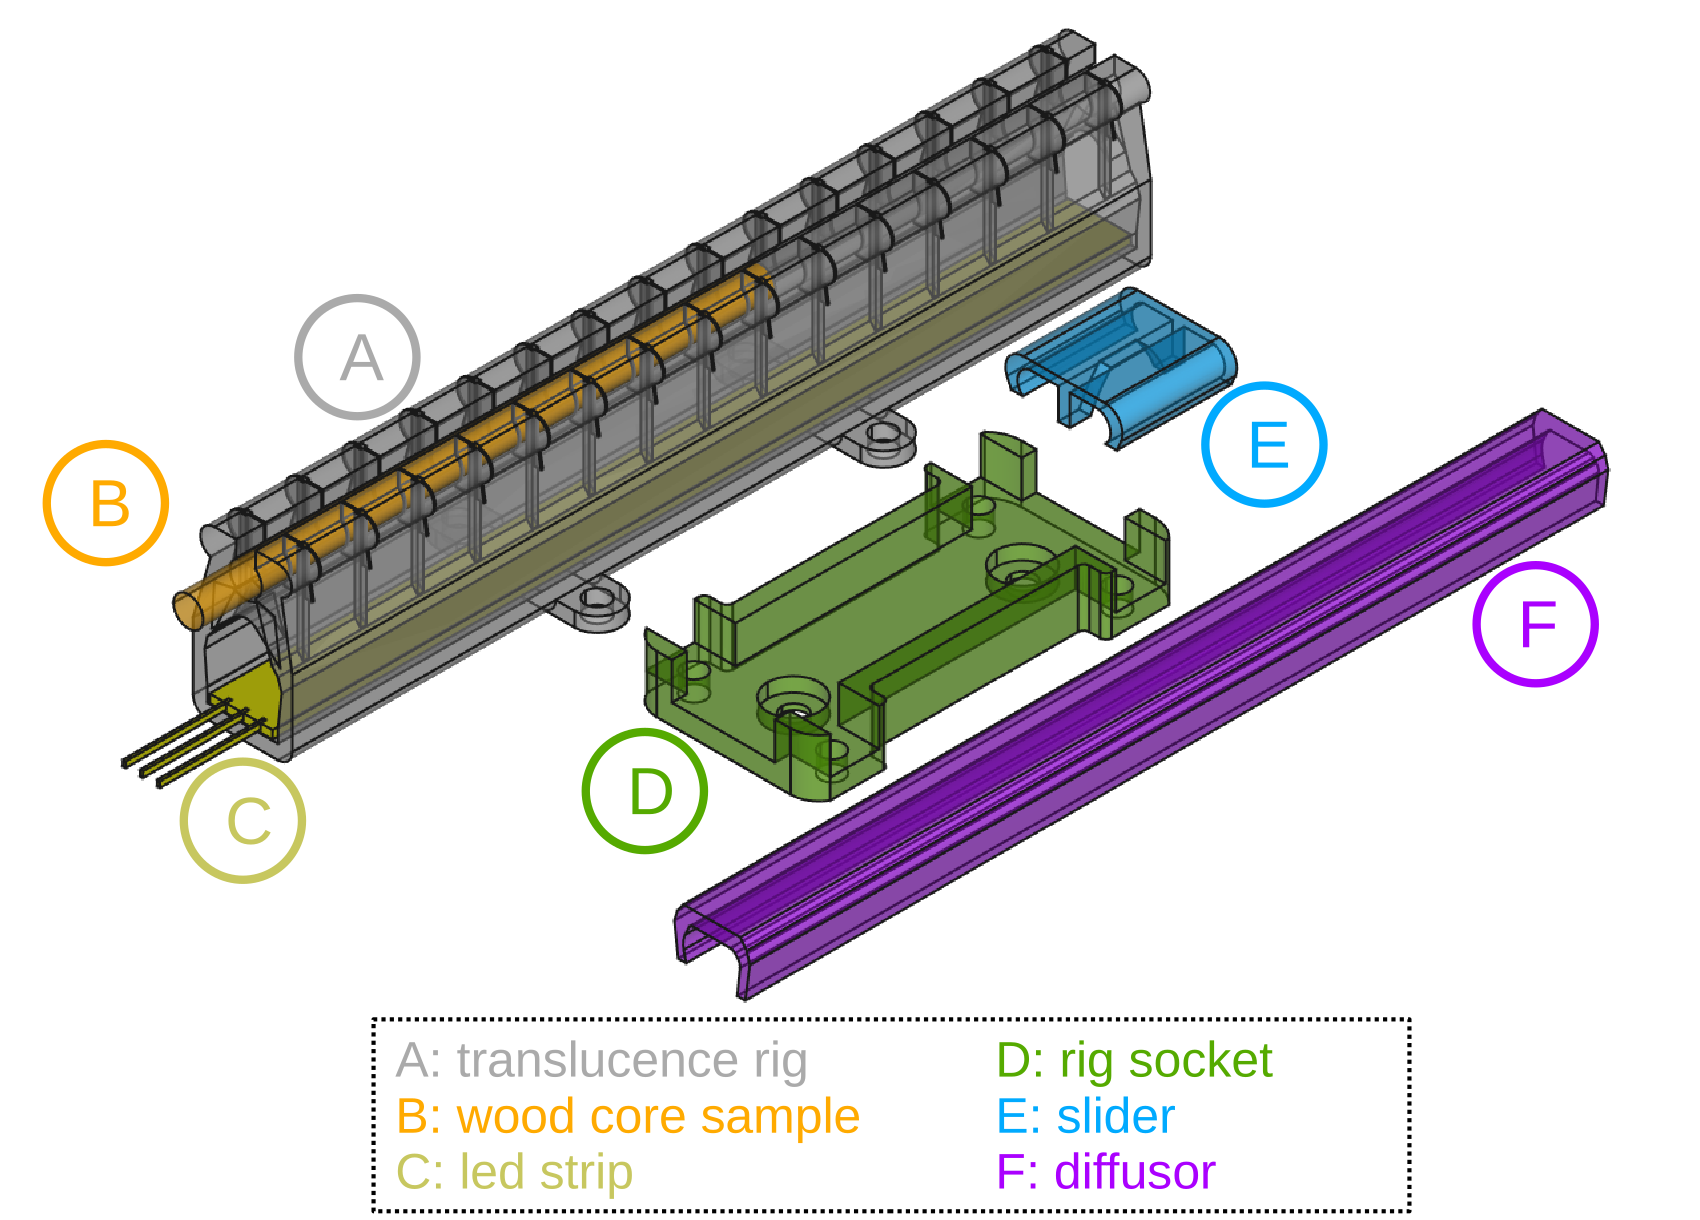 A
B
C
D
E
F
A: translucence rig
B: wood core sample
C: led strip
D: rig socket
E: slider
F: diffusor